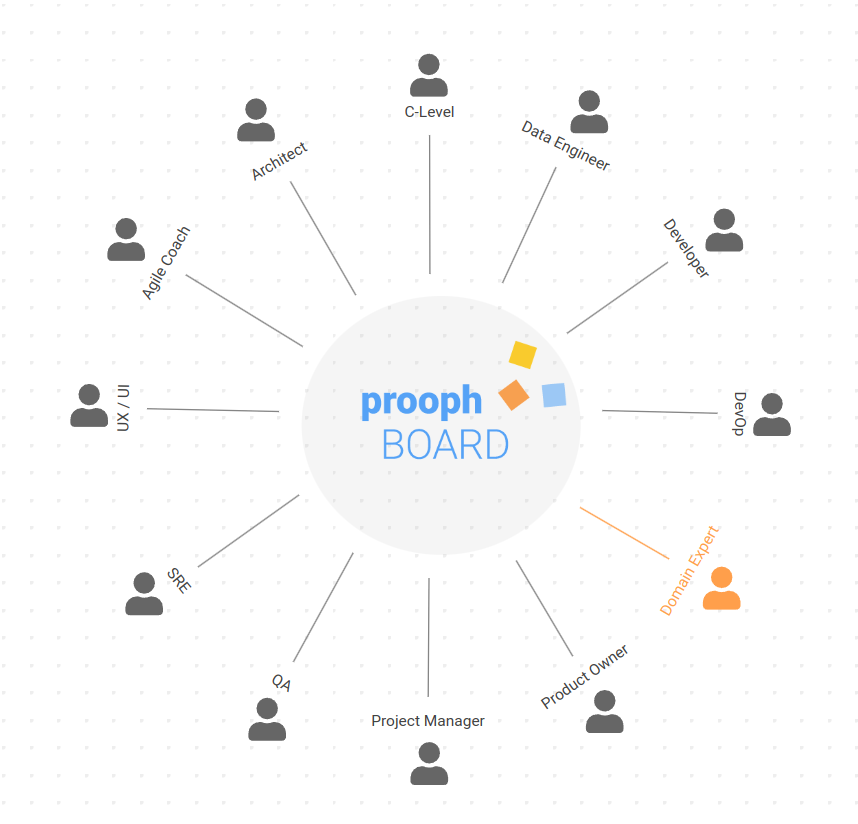 C-Level
Data Engineer
Architect
Developer
Agile Coach
prooph
BOARD
UX / UI
DevOp
Domain Expert
SRE
Product Owner
QA
Project Manager